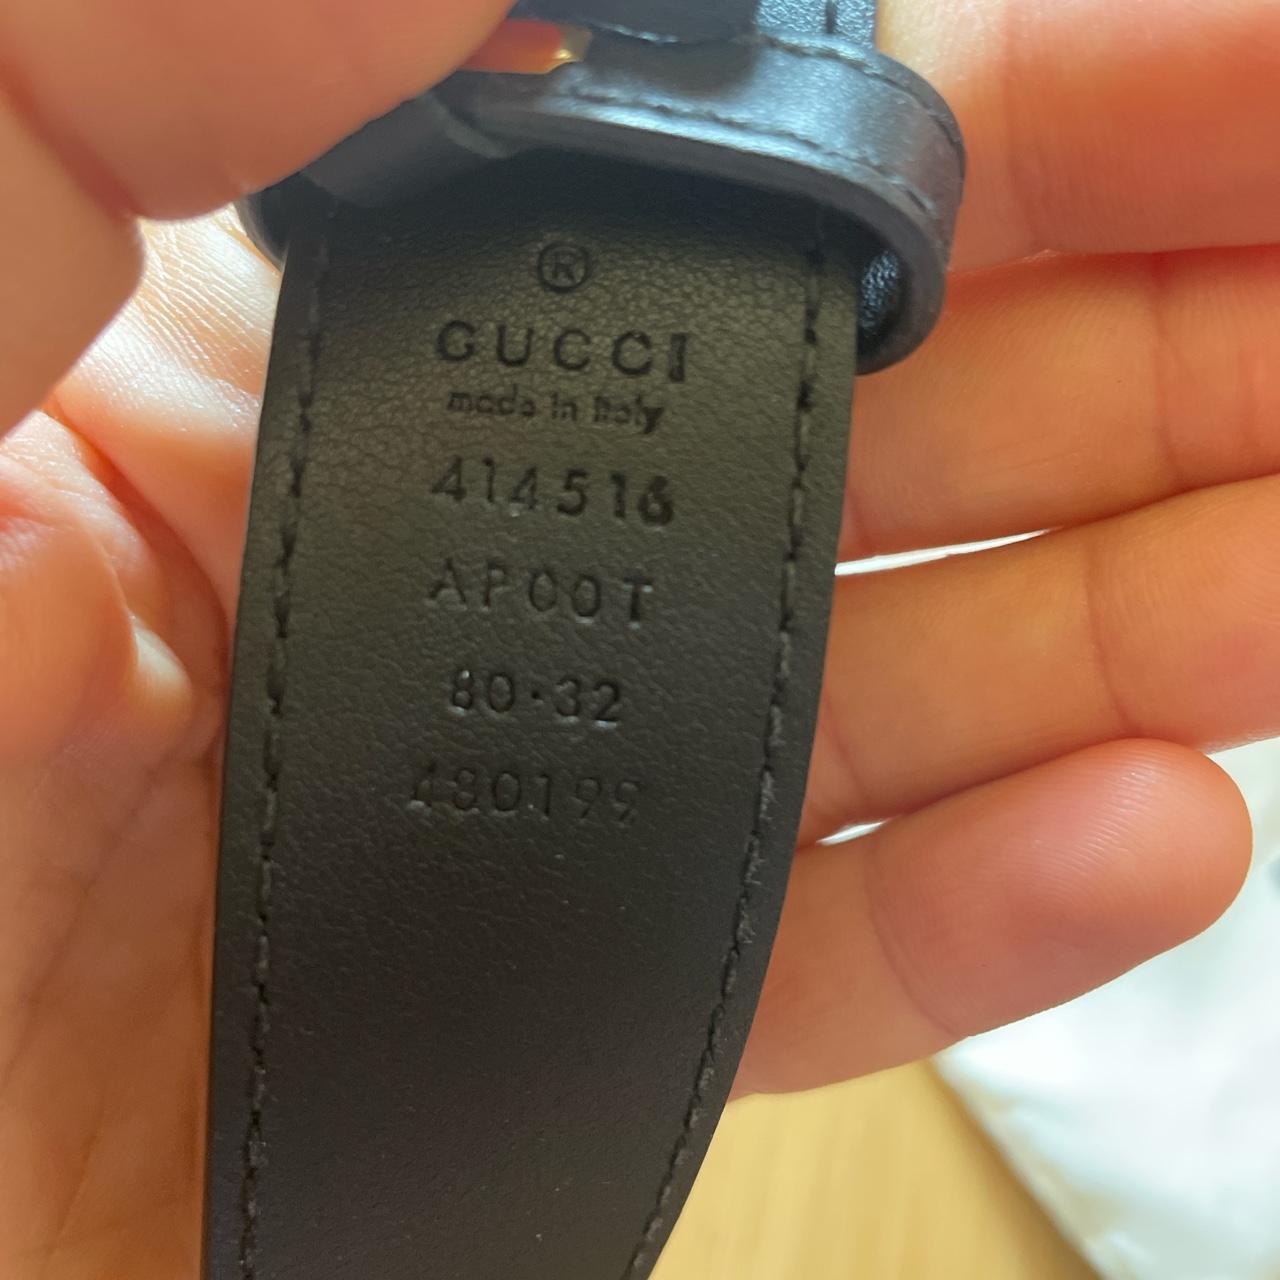 ®
GUCCI
made in Italy
414516
AP00T
80·32
480199